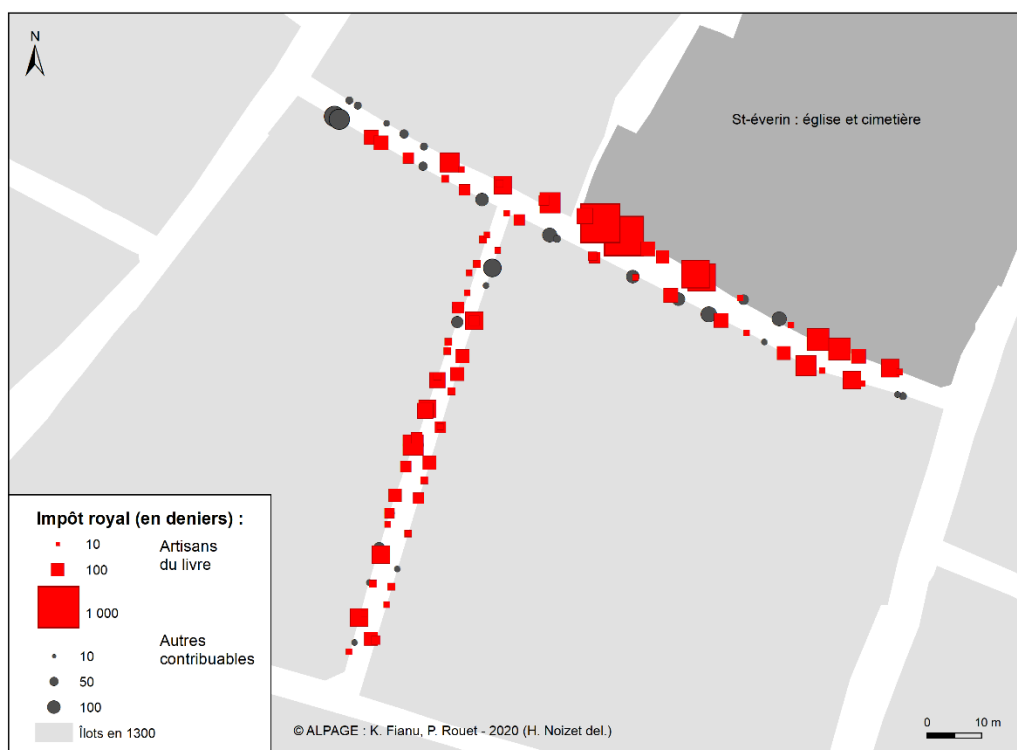 N
St-éverin : église et cimetière
Impôt royal (en deniers) :
10
Artisans
du livre
100
1 000
Autres
contribuables
10
50
100
Îlots en 1300
© ALPAGE : K. Fianu, P. Rouet - 2020 (H. Noizet del.)
0 10 m